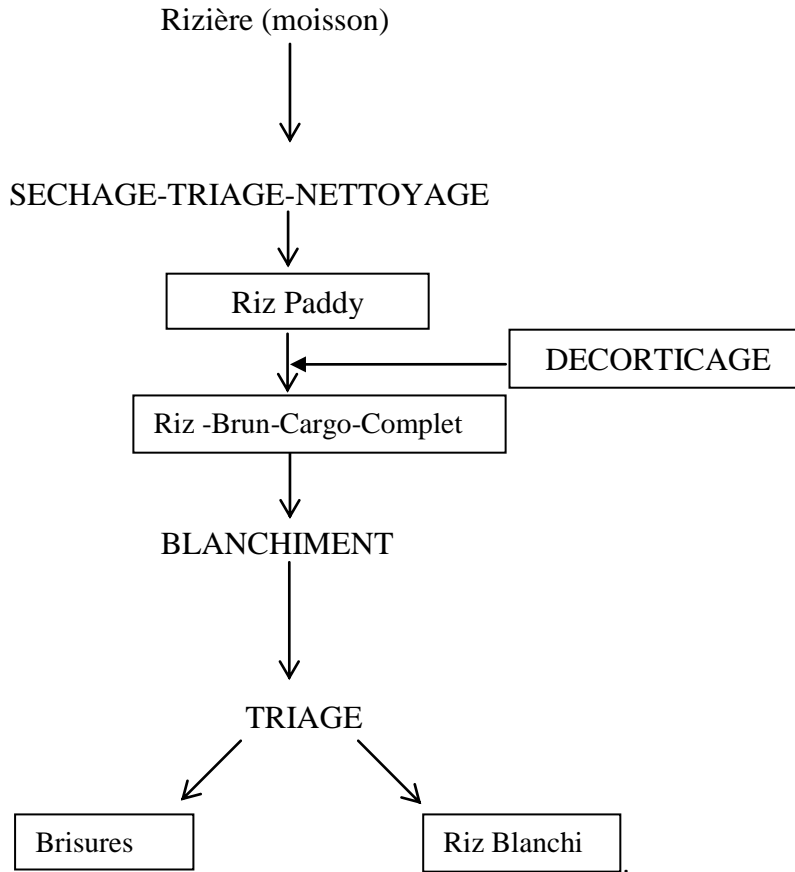 Rizière (moisson)
SECHAGE-TRIAGE-NETTOYAGE
Riz Paddy
DECORTICAGE
Riz -Brun-Cargo-Complet
BLANCHIMENT
TRIAGE
Brisures
Riz Blanchi
.